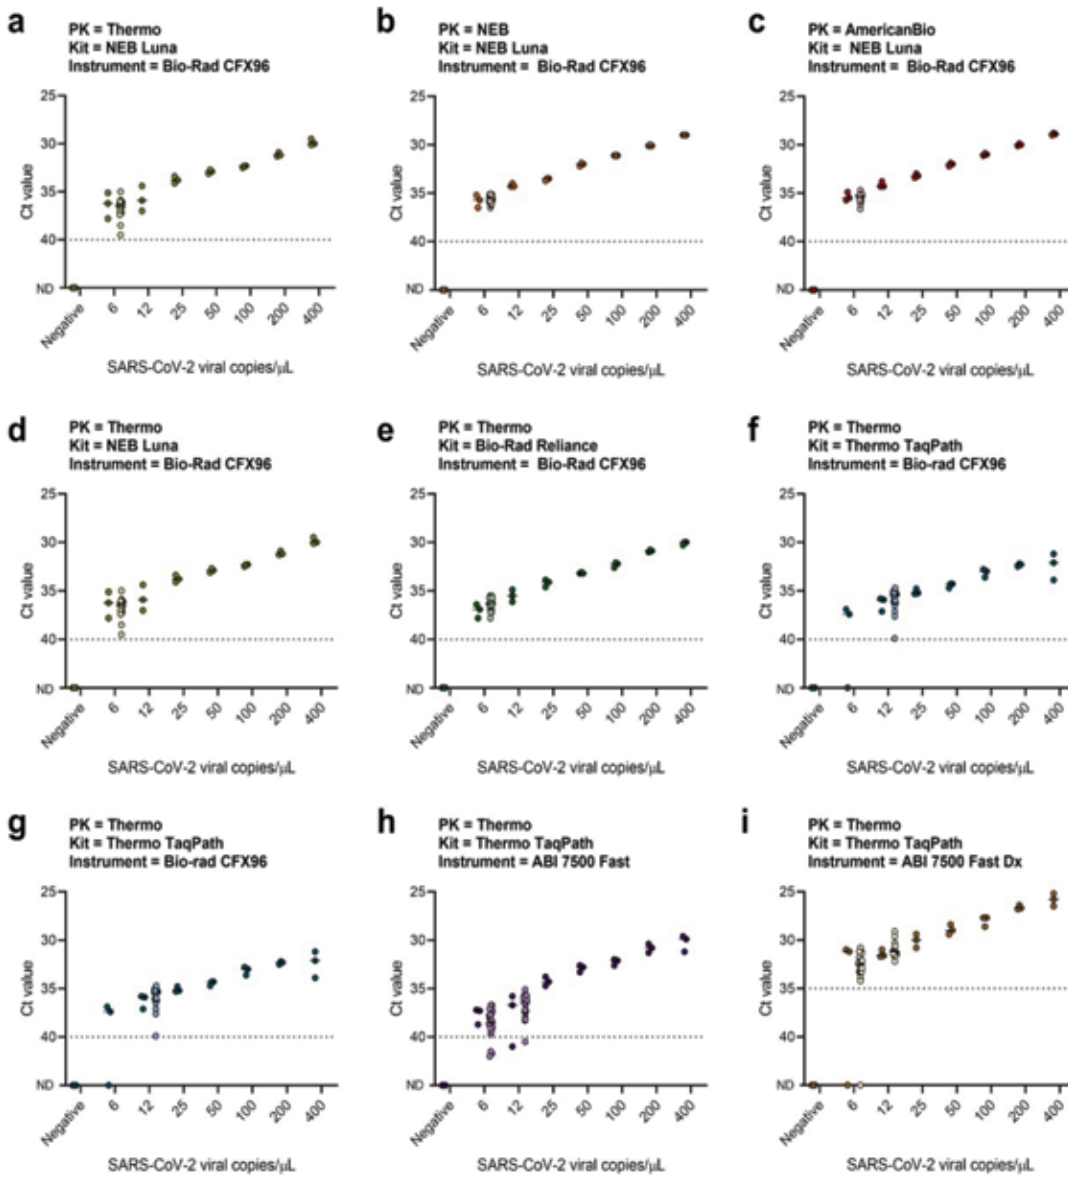 a
PK = Thermo
Kit = NEB Luna
Instrument = Bio-Rad CFX96
25
30
35
40
ND
Ct value
Negative
6
12
25
50
100
200
400
SARS-CoV-2 viral copies/μL
b
PK = NEB
Kit = NEB Luna
Instrument = Bio-Rad CFX96
25
30
35
40
ND
Ct value
Negative
6
12
25
50
100
200
400
SARS-CoV-2 viral copies/μL
c
PK = AmericanBio
Kit = NEB Luna
Instrument = Bio-Rad CFX96
25
30
35
40
ND
Ct value
Negative
6
12
25
50
100
200
400
SARS-CoV-2 viral copies/μL
d
PK = Thermo
Kit = NEB Luna
Instrument = Bio-Rad CFX96
25
30
35
40
ND
Ct value
Negative
6
12
25
50
100
200
400
SARS-CoV-2 viral copies/μL
e
PK = Thermo
Kit = Bio-Rad Reliance
Instrument = Bio-Rad CFX96
25
30
35
40
ND
Ct value
Negative
6
12
25
50
100
200
400
SARS-CoV-2 viral copies/μL
f
PK = Thermo
Kit = Thermo TaqPath
Instrument = Bio-rad CFX96
25
30
35
40
ND
Ct value
Negative
6
12
25
50
100
200
400
SARS-CoV-2 viral copies/μL
g
PK = Thermo
Kit = Thermo TaqPath
Instrument = Bio-rad CFX96
25
30
35
40
ND
Ct value
Negative
6
12
25
50
100
200
400
SARS-CoV-2 viral copies/μL
h
PK = Thermo
Kit = Thermo TaqPath
Instrument = ABI 7500 Fast
25
30
35
40
ND
Ct value
Negative
6
12
25
50
100
200
400
SARS-CoV-2 viral copies/μL
i
PK = Thermo
Kit = Thermo TaqPath
Instrument = ABI 7500 Fast Dx
25
30
35
40
ND
Ct value
Negative
6
12
25
50
100
200
400
SARS-CoV-2 viral copies/μL